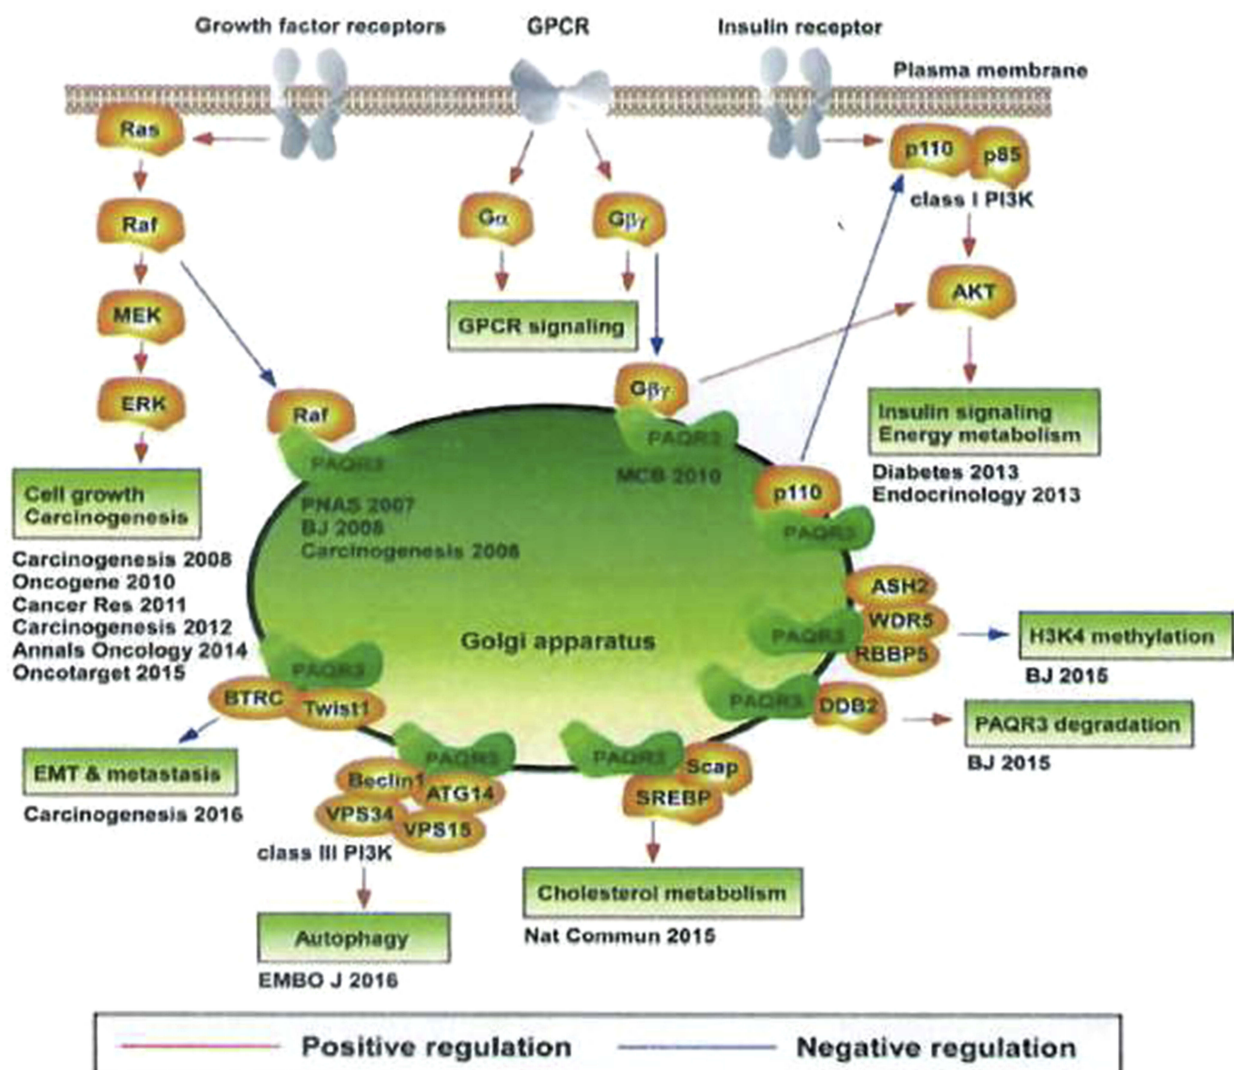 Growth factor receptors
GPCR
Insulin receptor
Plasma membrane
Ras
p110
p85
class I PI3K
Raf
Gα
Gβγ
MEK
GPCR signaling
AKT
ERK
Raf
Gβγ
Insulin signaling
Energy metabolism
PAQR3
PAQR3
Diabetes 2013
Endocrinology 2013
MCB 2010
p110
PAQR3
Cell growth
Carcinogenesis
PNAS 2007
BJ 2008
Carcinogenesis 2008
Carcinogenesis 2008
Oncogene 2010
Cancer Res 2011
Carcinogenesis 2012
Annals Oncology 2014
Oncotarget 2015
Golgi apparatus
ASH2
WDR5
RBBP5
PAQR3
H3K4 methylation
BJ 2015
PAQR3
BTRC
Twist1
PAQR3
DDB2
PAQR3 degradation
BJ 2015
EMT & metastasis
Carcinogenesis 2016
PAQR3
Beclin1
ATG14
VPS34
VPS15
class III PI3K
PAQR3
Scap
SREBP
Autophagy
EMBO J 2016
Cholesterol metabolism
Nat Commun 2015
Positive regulation
Negative regulation